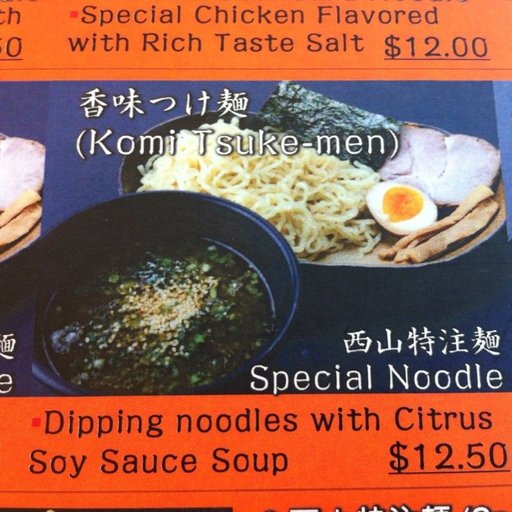 Special Chicken Flavored
with Rich Taste Salt $12.00
香味つけ麺
(Komi Tsuke-men)
麺
西山特注麺
Special Noodle
Dipping noodles with Citrus
Soy Sauce Soup $12.50